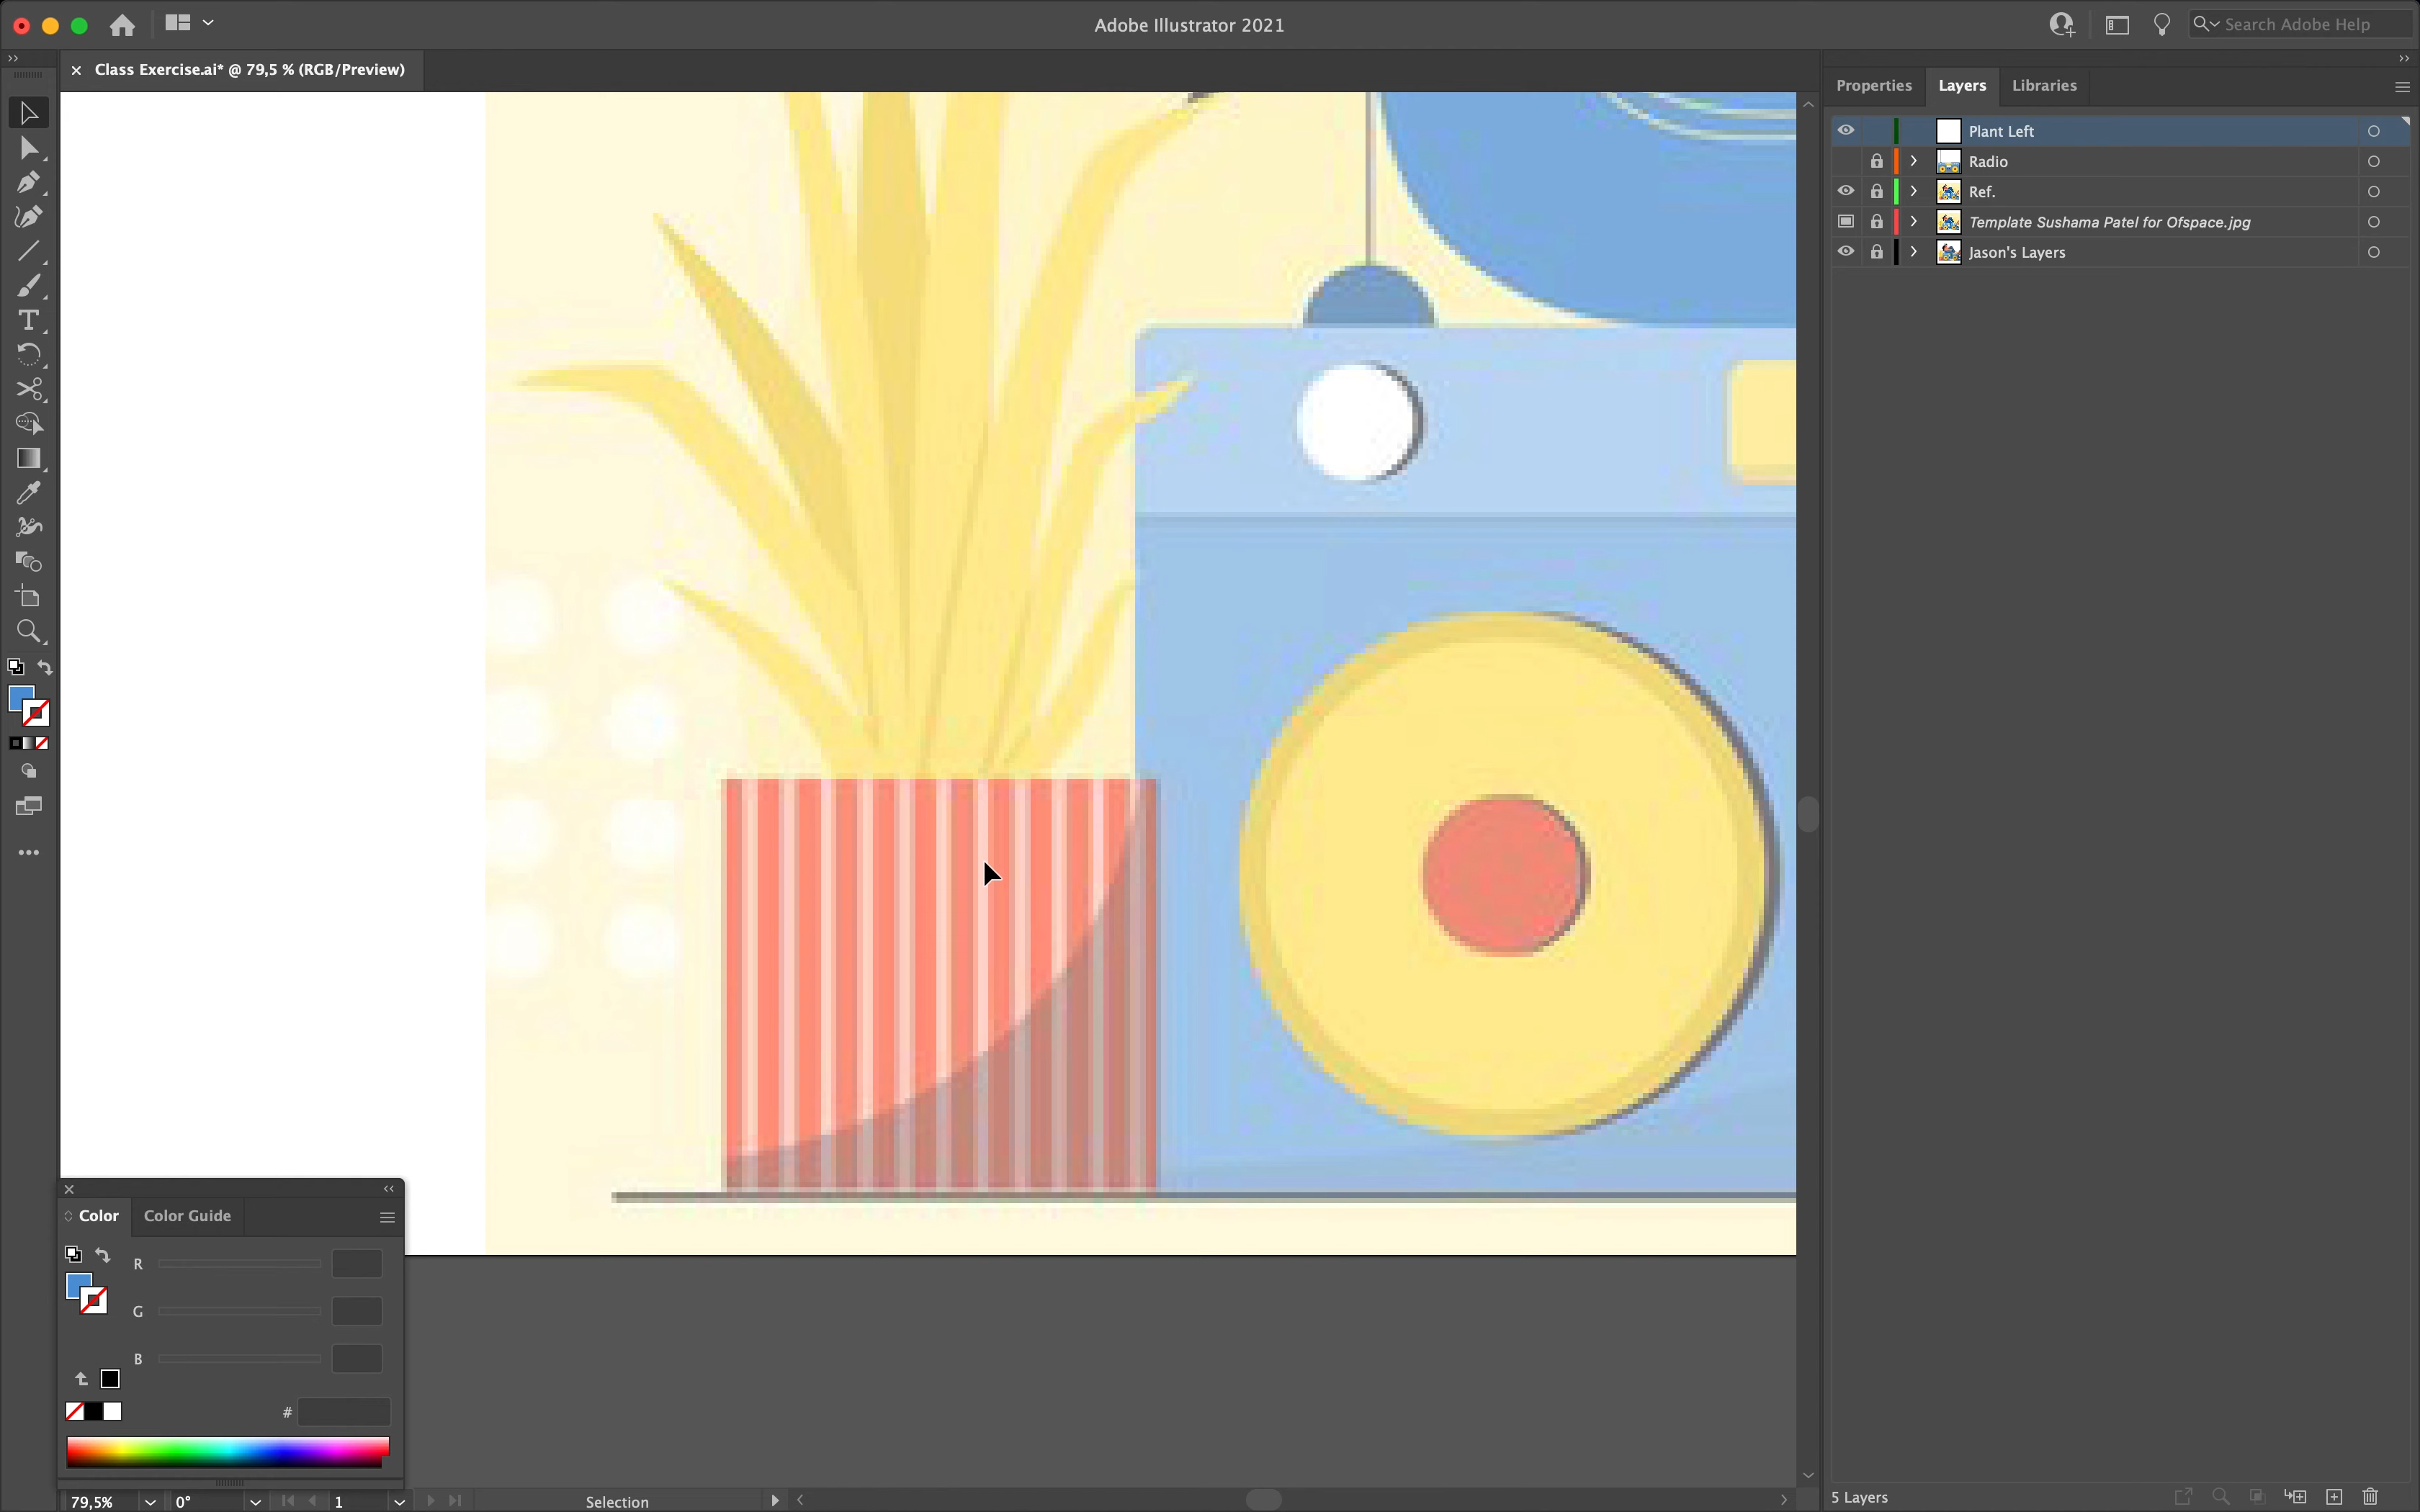 Adobe Illustrator 2021
Search Adobe Help
Class Exercise.ai* @ 79,5 % (RGB/Preview)
Properties
Layers
Libraries
Plant Left
Radio
Ref.
Template Sushama Patel for Ofspace.jpg
Jason's Layers
Color
Color Guide
R
G
B
#
79,5%
0°
1
Selection
5 Layers